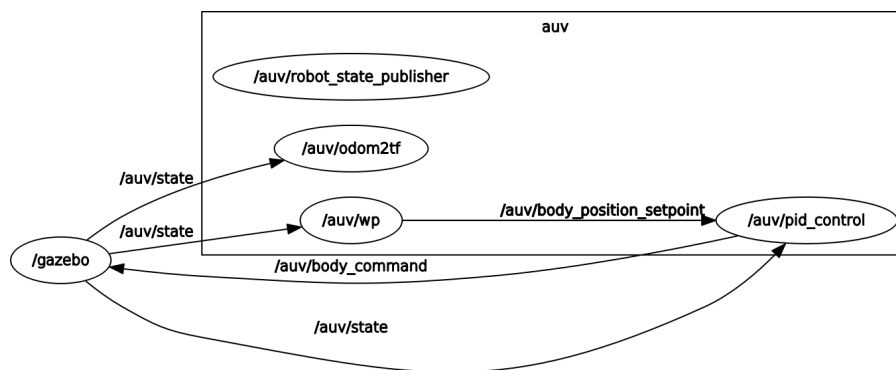 auv
/auv/robot_state_publisher
/auv/odom2tf
/auv/state
/auv/wp
/auv/body_position_setpoint
/auv/pid_control
/auv/state
/gazebo
/auv/body_command
/auv/state